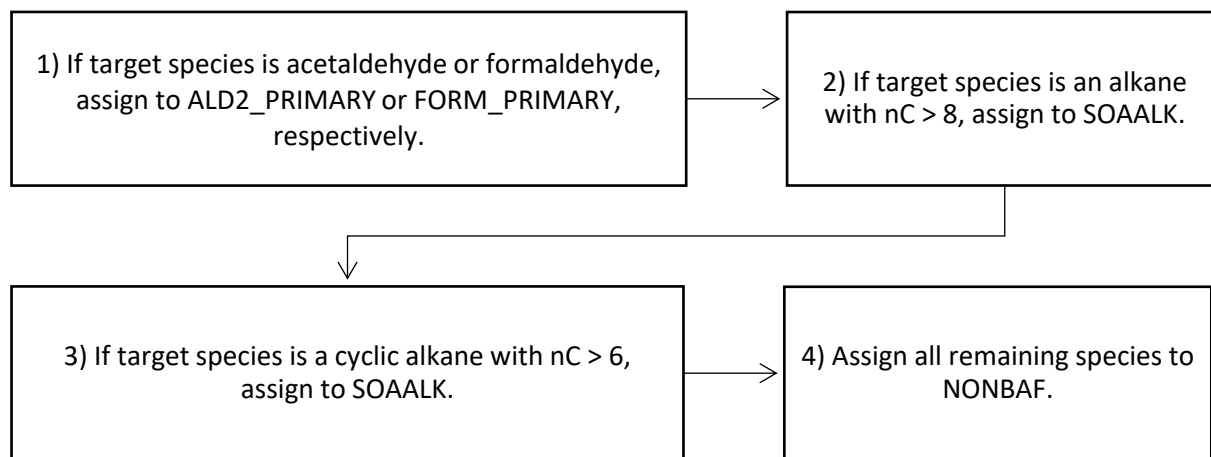 1) If target species is acetaldehyde or formaldehyde,
assign to ALD2_PRIMARY or FORM_PRIMARY,
respectively.
2) If target species is an alkane
with nC > 8, assign to SOAALK.
3) If target species is a cyclic alkane with nC > 6,
assign to SOAALK.
4) Assign all remaining species to
NONBAF.